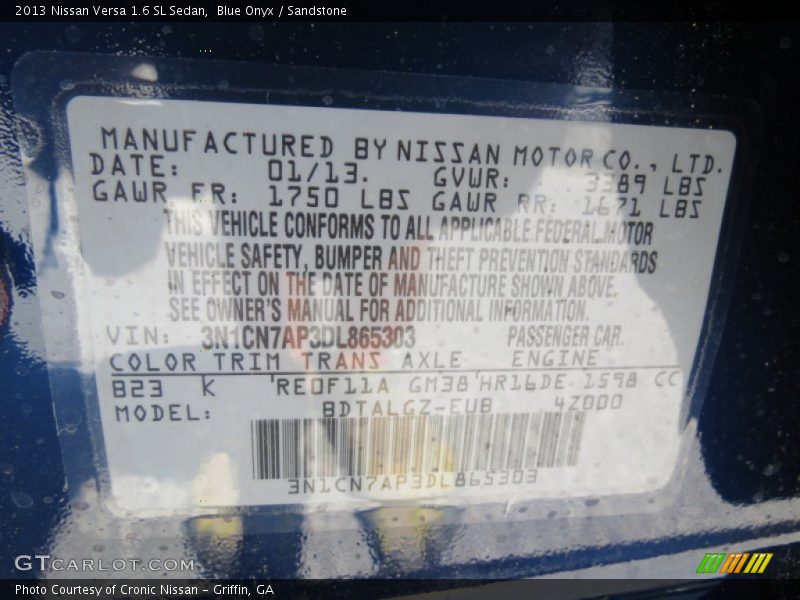 2013 Nissan Versa 1.6 SL Sedan,  Blue Onyx / Sandstone
MANUFACTURED BY NISSAN MOTOR CO., LTD.
DATE: 01/13. GVWR: 3389 LBS
GAWR FR: 1750 LBS GAWR RR: 1671 LBS
THIS VEHICLE CONFORMS TO ALL APPLICABLE FEDERAL MOTOR
VEHICLE SAFETY, BUMPER AND THEFT PREVENTION STANDARDS
IN EFFECT ON THE DATE OF MANUFACTURE SHOWN ABOVE.
SEE OWNER'S MANUAL FOR ADDITIONAL INFORMATION.
VIN: 3N1CN7AP3DL865303 PASSENGER CAR.
COLOR TRIM TRANS AXLE ENGINE
B23 K 'RE0F11A GM38'HR16DE 1598 CC
MODEL: BDTALGZ-EUB 4Z000
3N1CN7AP3DL865303
GTCARLOT.COM
Photo Courtesy of Cronic Nissan – Griffin, GA